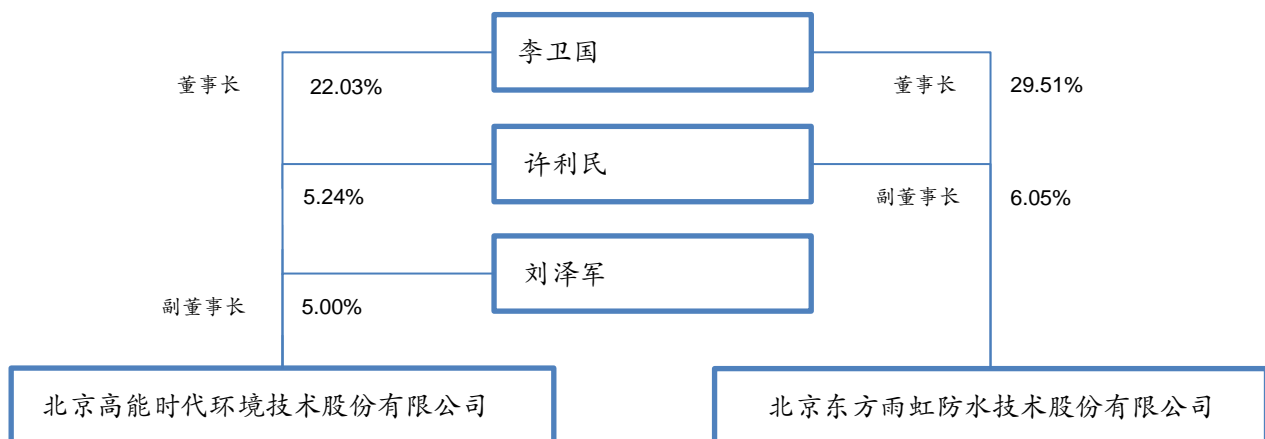 李卫国
董事长
22.03%
董事长
29.51%
许利民
5.24%
副董事长
6.05%
刘泽军
副董事长
5.00%
北京高能时代环境技术股份有限公司
北京东方雨虹防水技术股份有限公司